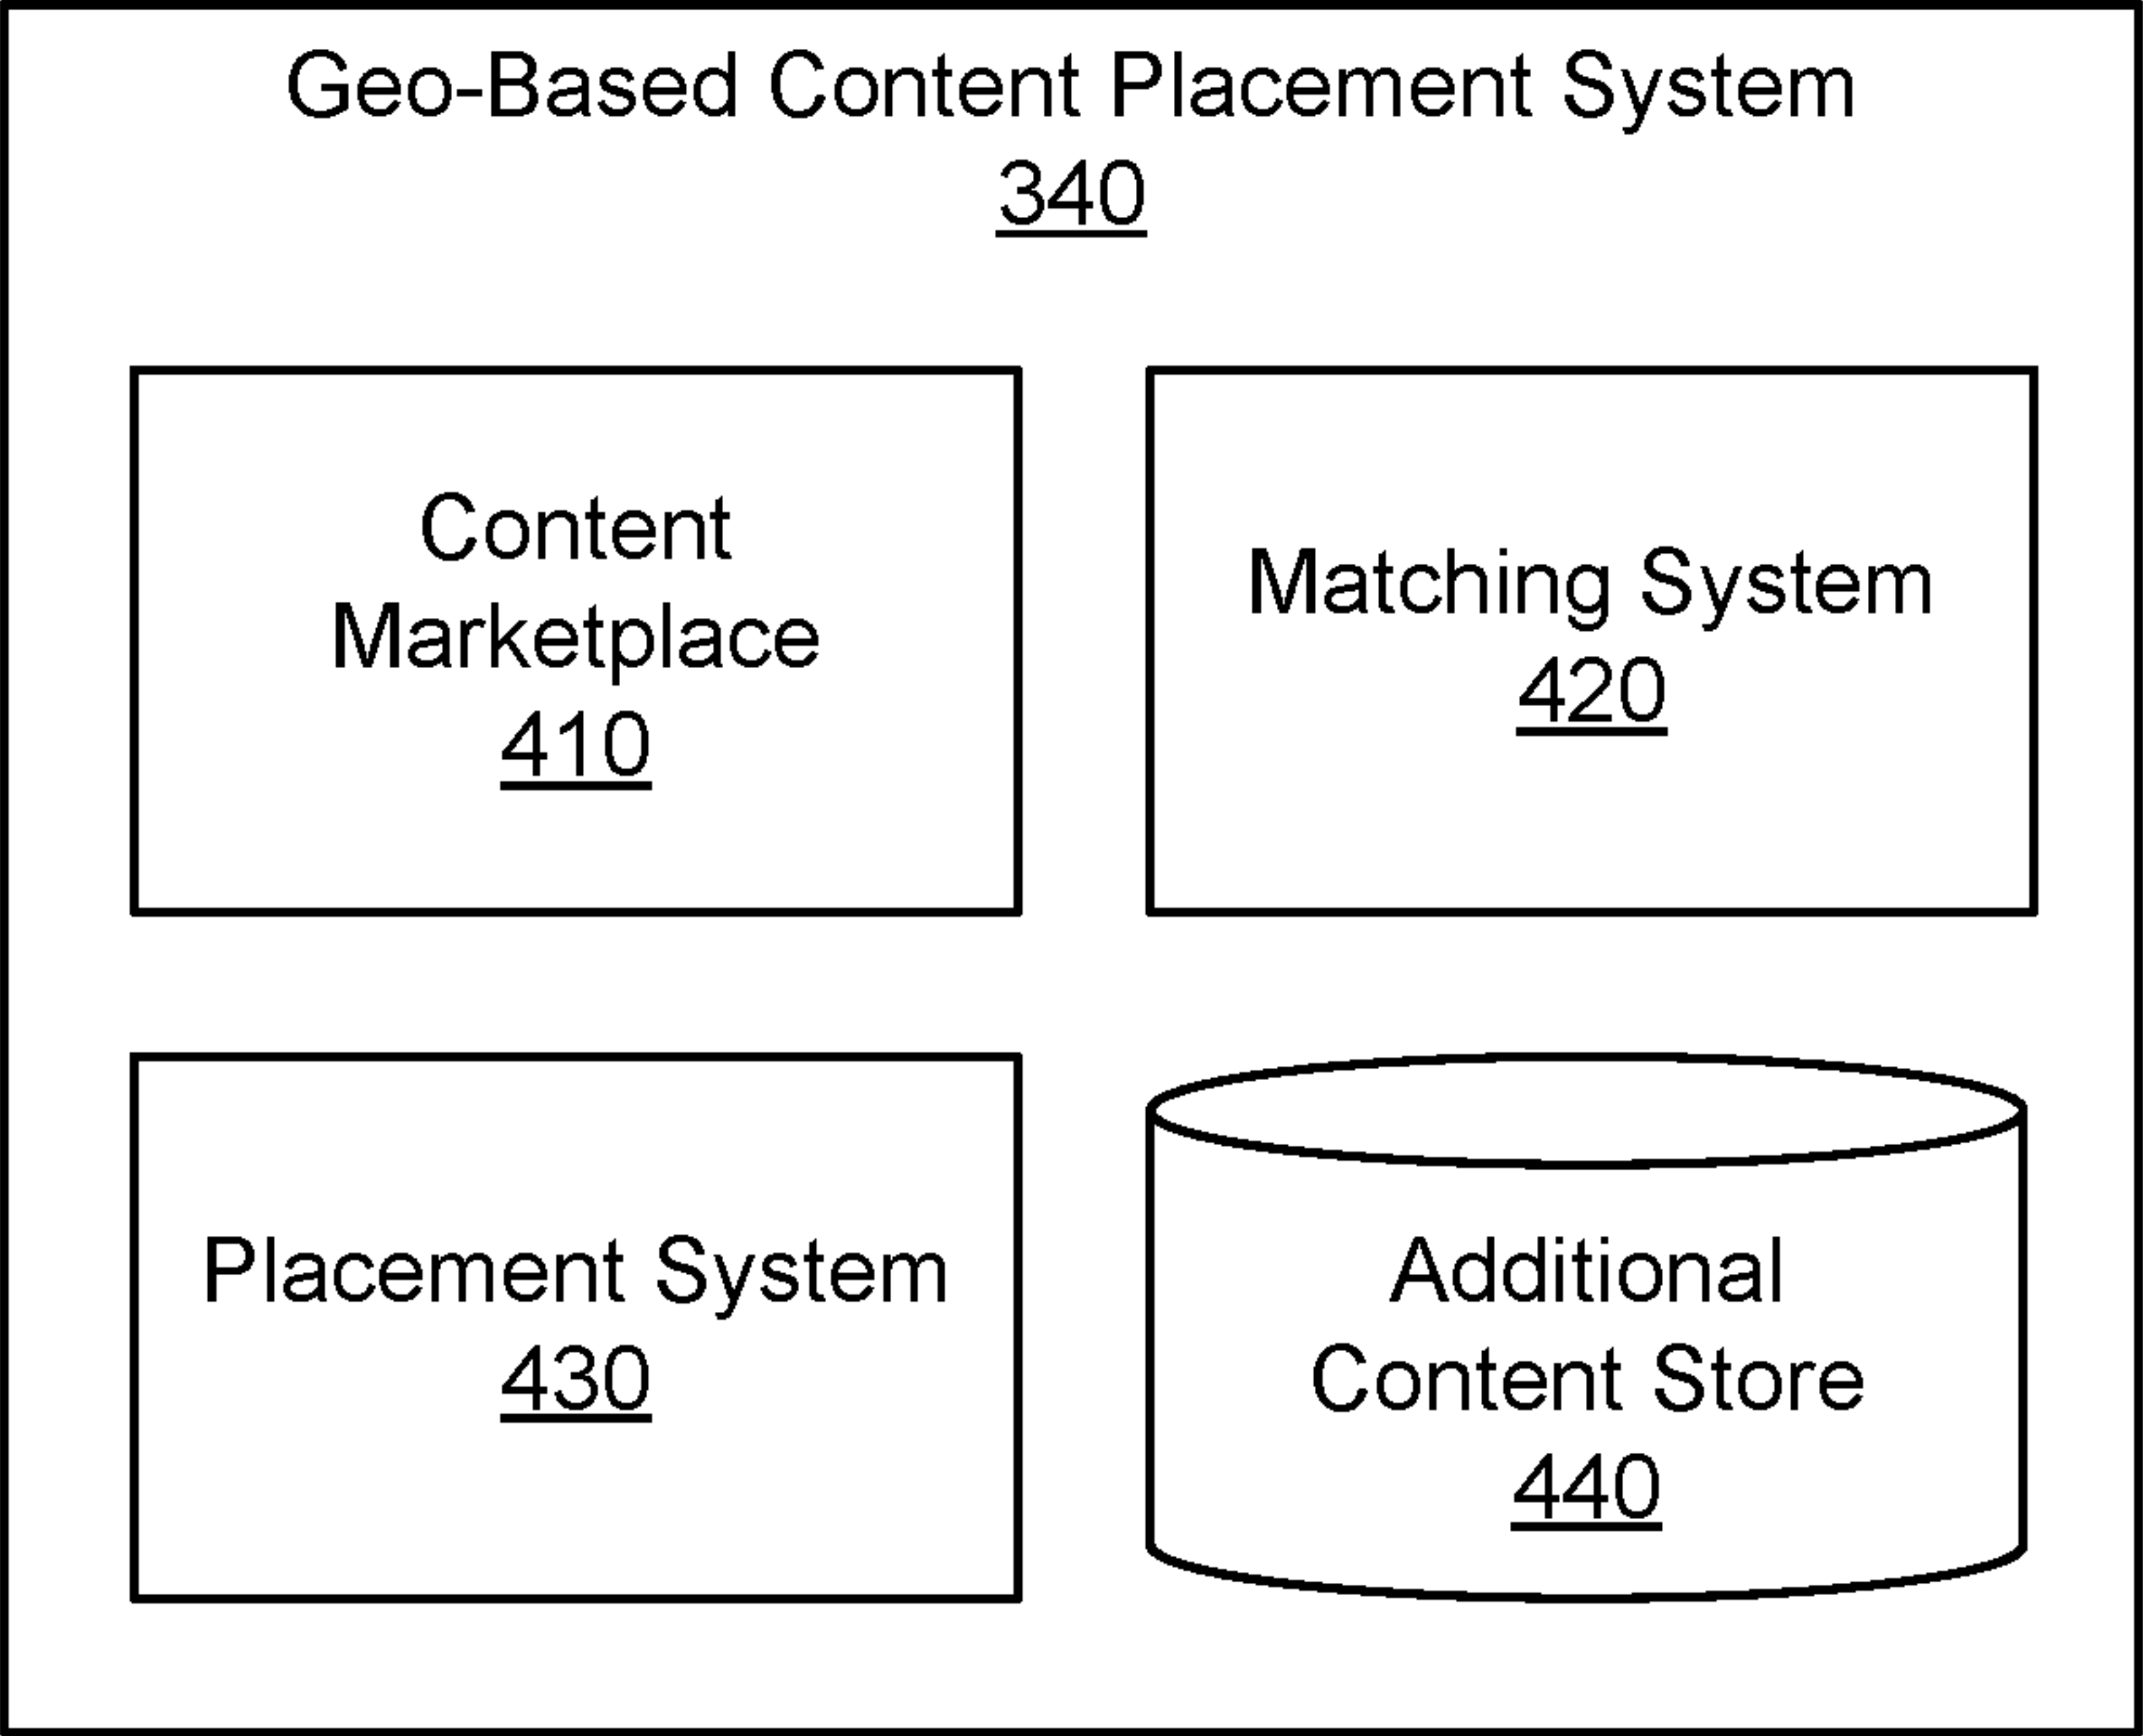 Geo-Based Content Placement System
340
Content
Marketplace
410
Matching System
420
Placement System
430
Additional
Content Store
440